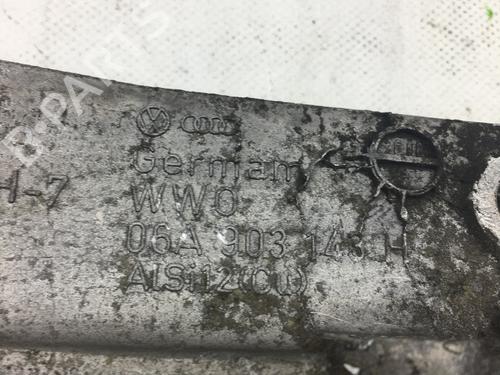 B-PARTS
Germany
WWO
H-7
06A 903 143 H
AlSi12(Cu)